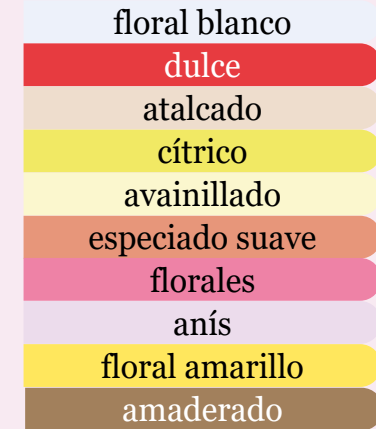 floral blanco
dulce
atalcado
cítrico
avainillado
especiado suave
florales
anís
floral amarillo
amaderado